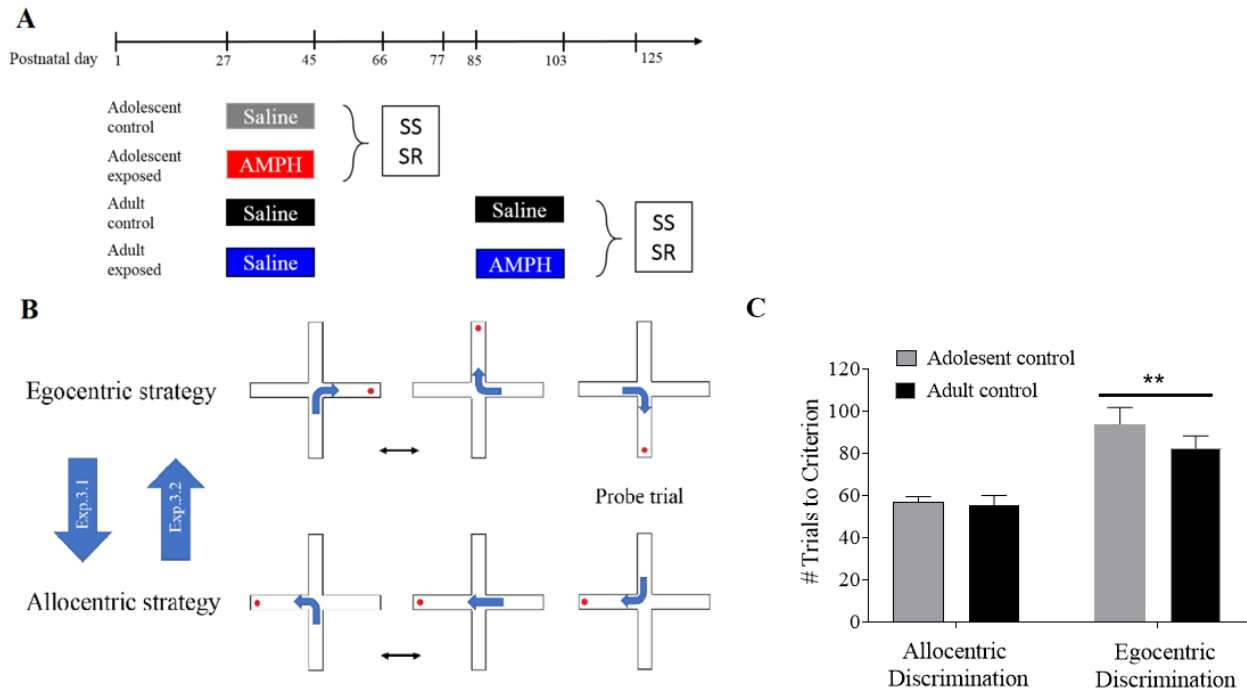 A
Postnatal day
1 27 45 66 77 85 103 125
Adolescent
control
Saline
Adolescent
exposed
AMPH
SS
SR
Adult
control
Saline
Saline
Adult
exposed
Saline
AMPH
SS
SR
B
Egocentric strategy
Exp.3.1
Exp.3.2
Probe trial
Allocentric strategy
C
Adolesent control
Adult control
**
# Trials to Criterion
120
100
80
60
40
20
0
Allocentric
Discrimination
Egocentric
Discrimination